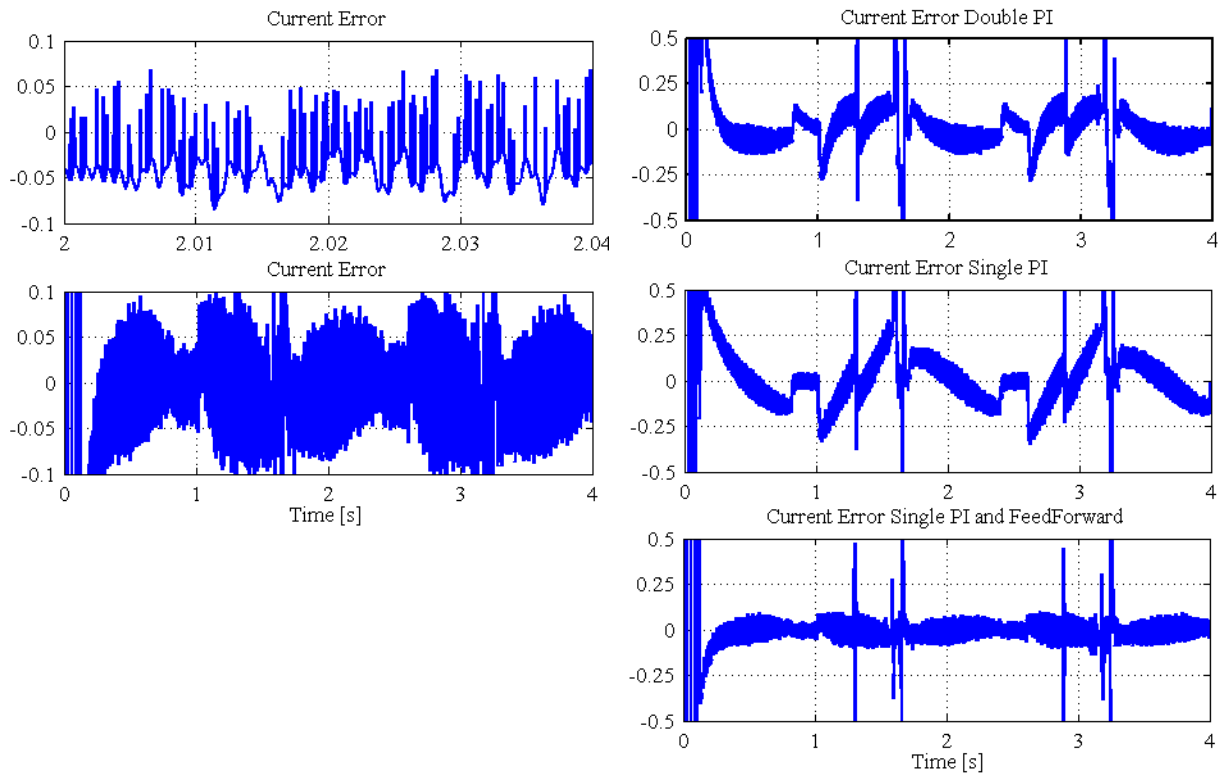 Current Error
0.1
0.05
0
-0.05
-0.1
2 2.01 2.02 2.03 2.04
Current Error
0.1
0.05
0
-0.05
-0.1
0 1 2 3 4
Time [s]
Current Error Double PI
0.5
0.25
0
-0.25
-0.5
0 1 2 3 4
Current Error Single PI
0.5
0.25
0
-0.25
-0.5
0 1 2 3 4
Current Error Single PI and FeedForward
0.5
0.25
0
-0.25
-0.5
0 1 2 3 4
Time [s]